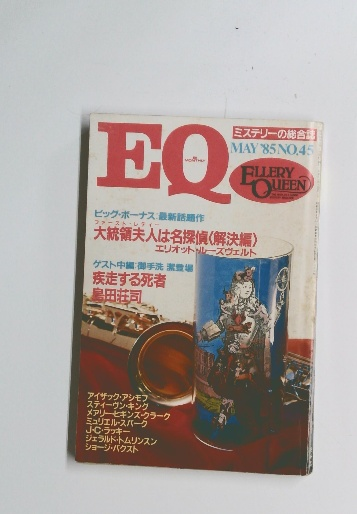 ミステリーの総合誌
EQ
MAY '85 NO.45
ELLERY
QUEEN
ビッグ・ボーナス:最新話題作
ファースト・レディー
大統領夫人は名探偵〈解決編〉
エリオット・ルーズヴェルト
ゲスト中編:御手洗 潔登場
疾走する死者
島田荘司
アイザック・アシモフ
スティーヴン・キング
メアリー・ヒギンズ・クラーク
ミュリエル・スパーク
J・C・ラッキー
ジェラルド・トムリンスン
ジョージ・バクスト